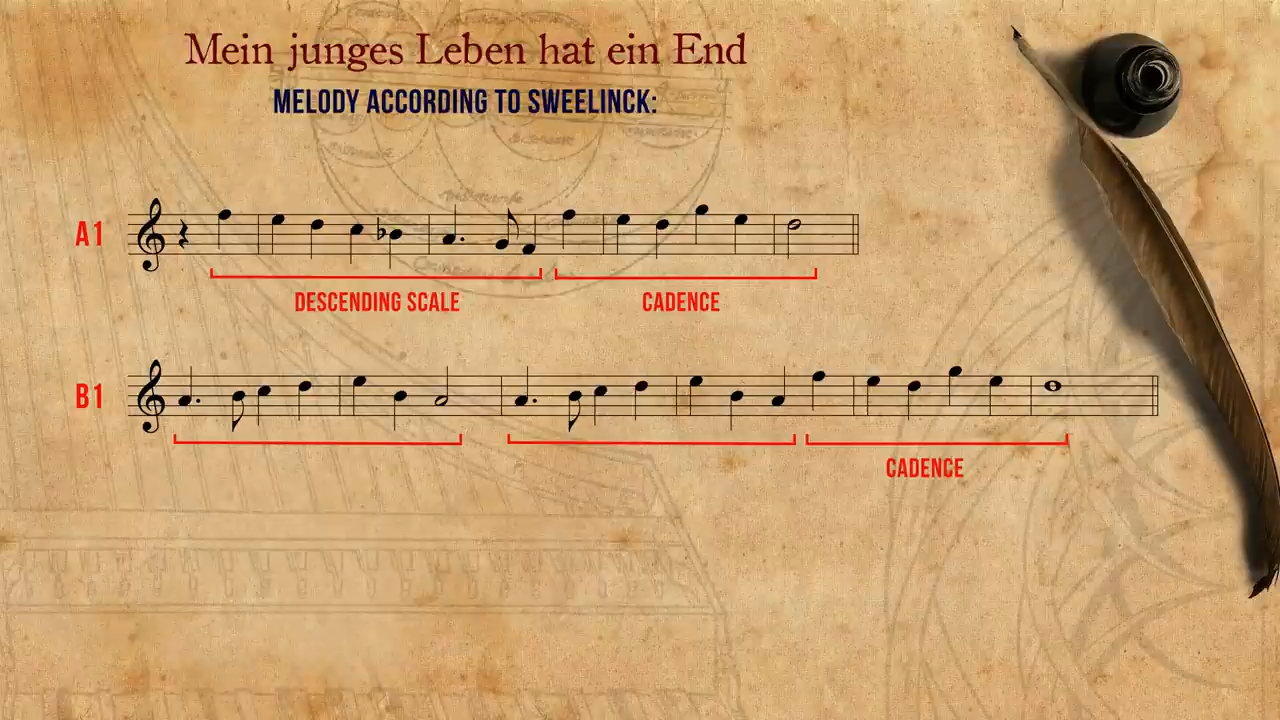 Mein junges Leben hat ein End
MELODY ACCORDING TO SWEELINCK:
A1
DESCENDING SCALE
CADENCE
B1
CADENCE